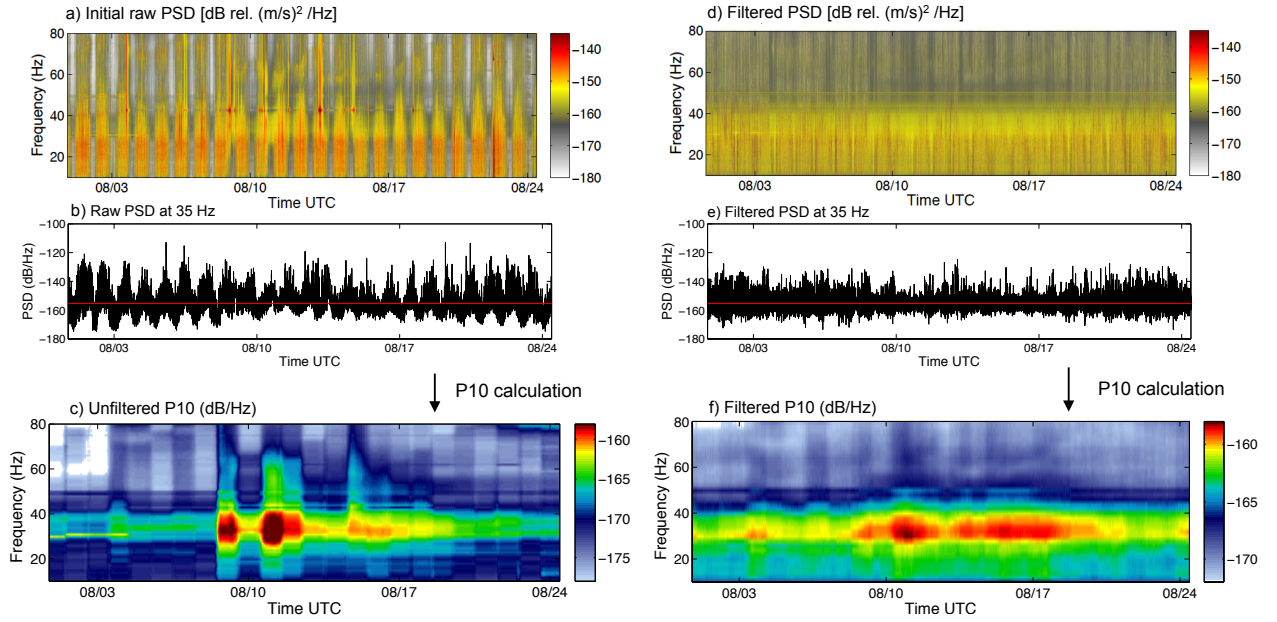 a) Initial raw PSD [dB rel. (m/s)² /Hz]
80
60
40
20
Frequency (Hz)
08/03 08/10 08/17 08/24
Time UTC
−140
−150
−160
−170
−180
b) Raw PSD at 35 Hz
−100
−120
−140
−160
−180
PSD (dB/Hz)
08/03 08/10 08/17 08/24
Time UTC
P10 calculation
c) Unfiltered P10 (dB/Hz)
80
60
40
20
Frequency (Hz)
08/03 08/10 08/17 08/24
Time UTC
−160
−165
−170
−175
d) Filtered PSD [dB rel. (m/s)² /Hz]
80
60
40
20
Frequency (Hz)
08/03 08/10 08/17 08/24
Time UTC
−140
−150
−160
−170
−180
e) Filtered PSD at 35 Hz
−100
−120
−140
−160
−180
PSD (dB/Hz)
08/03 08/10 08/17 08/24
Time UTC
P10 calculation
f) Filtered P10 (dB/Hz)
80
60
40
20
Frequency (Hz)
08/03 08/10 08/17 08/24
Time UTC
−160
−165
−170